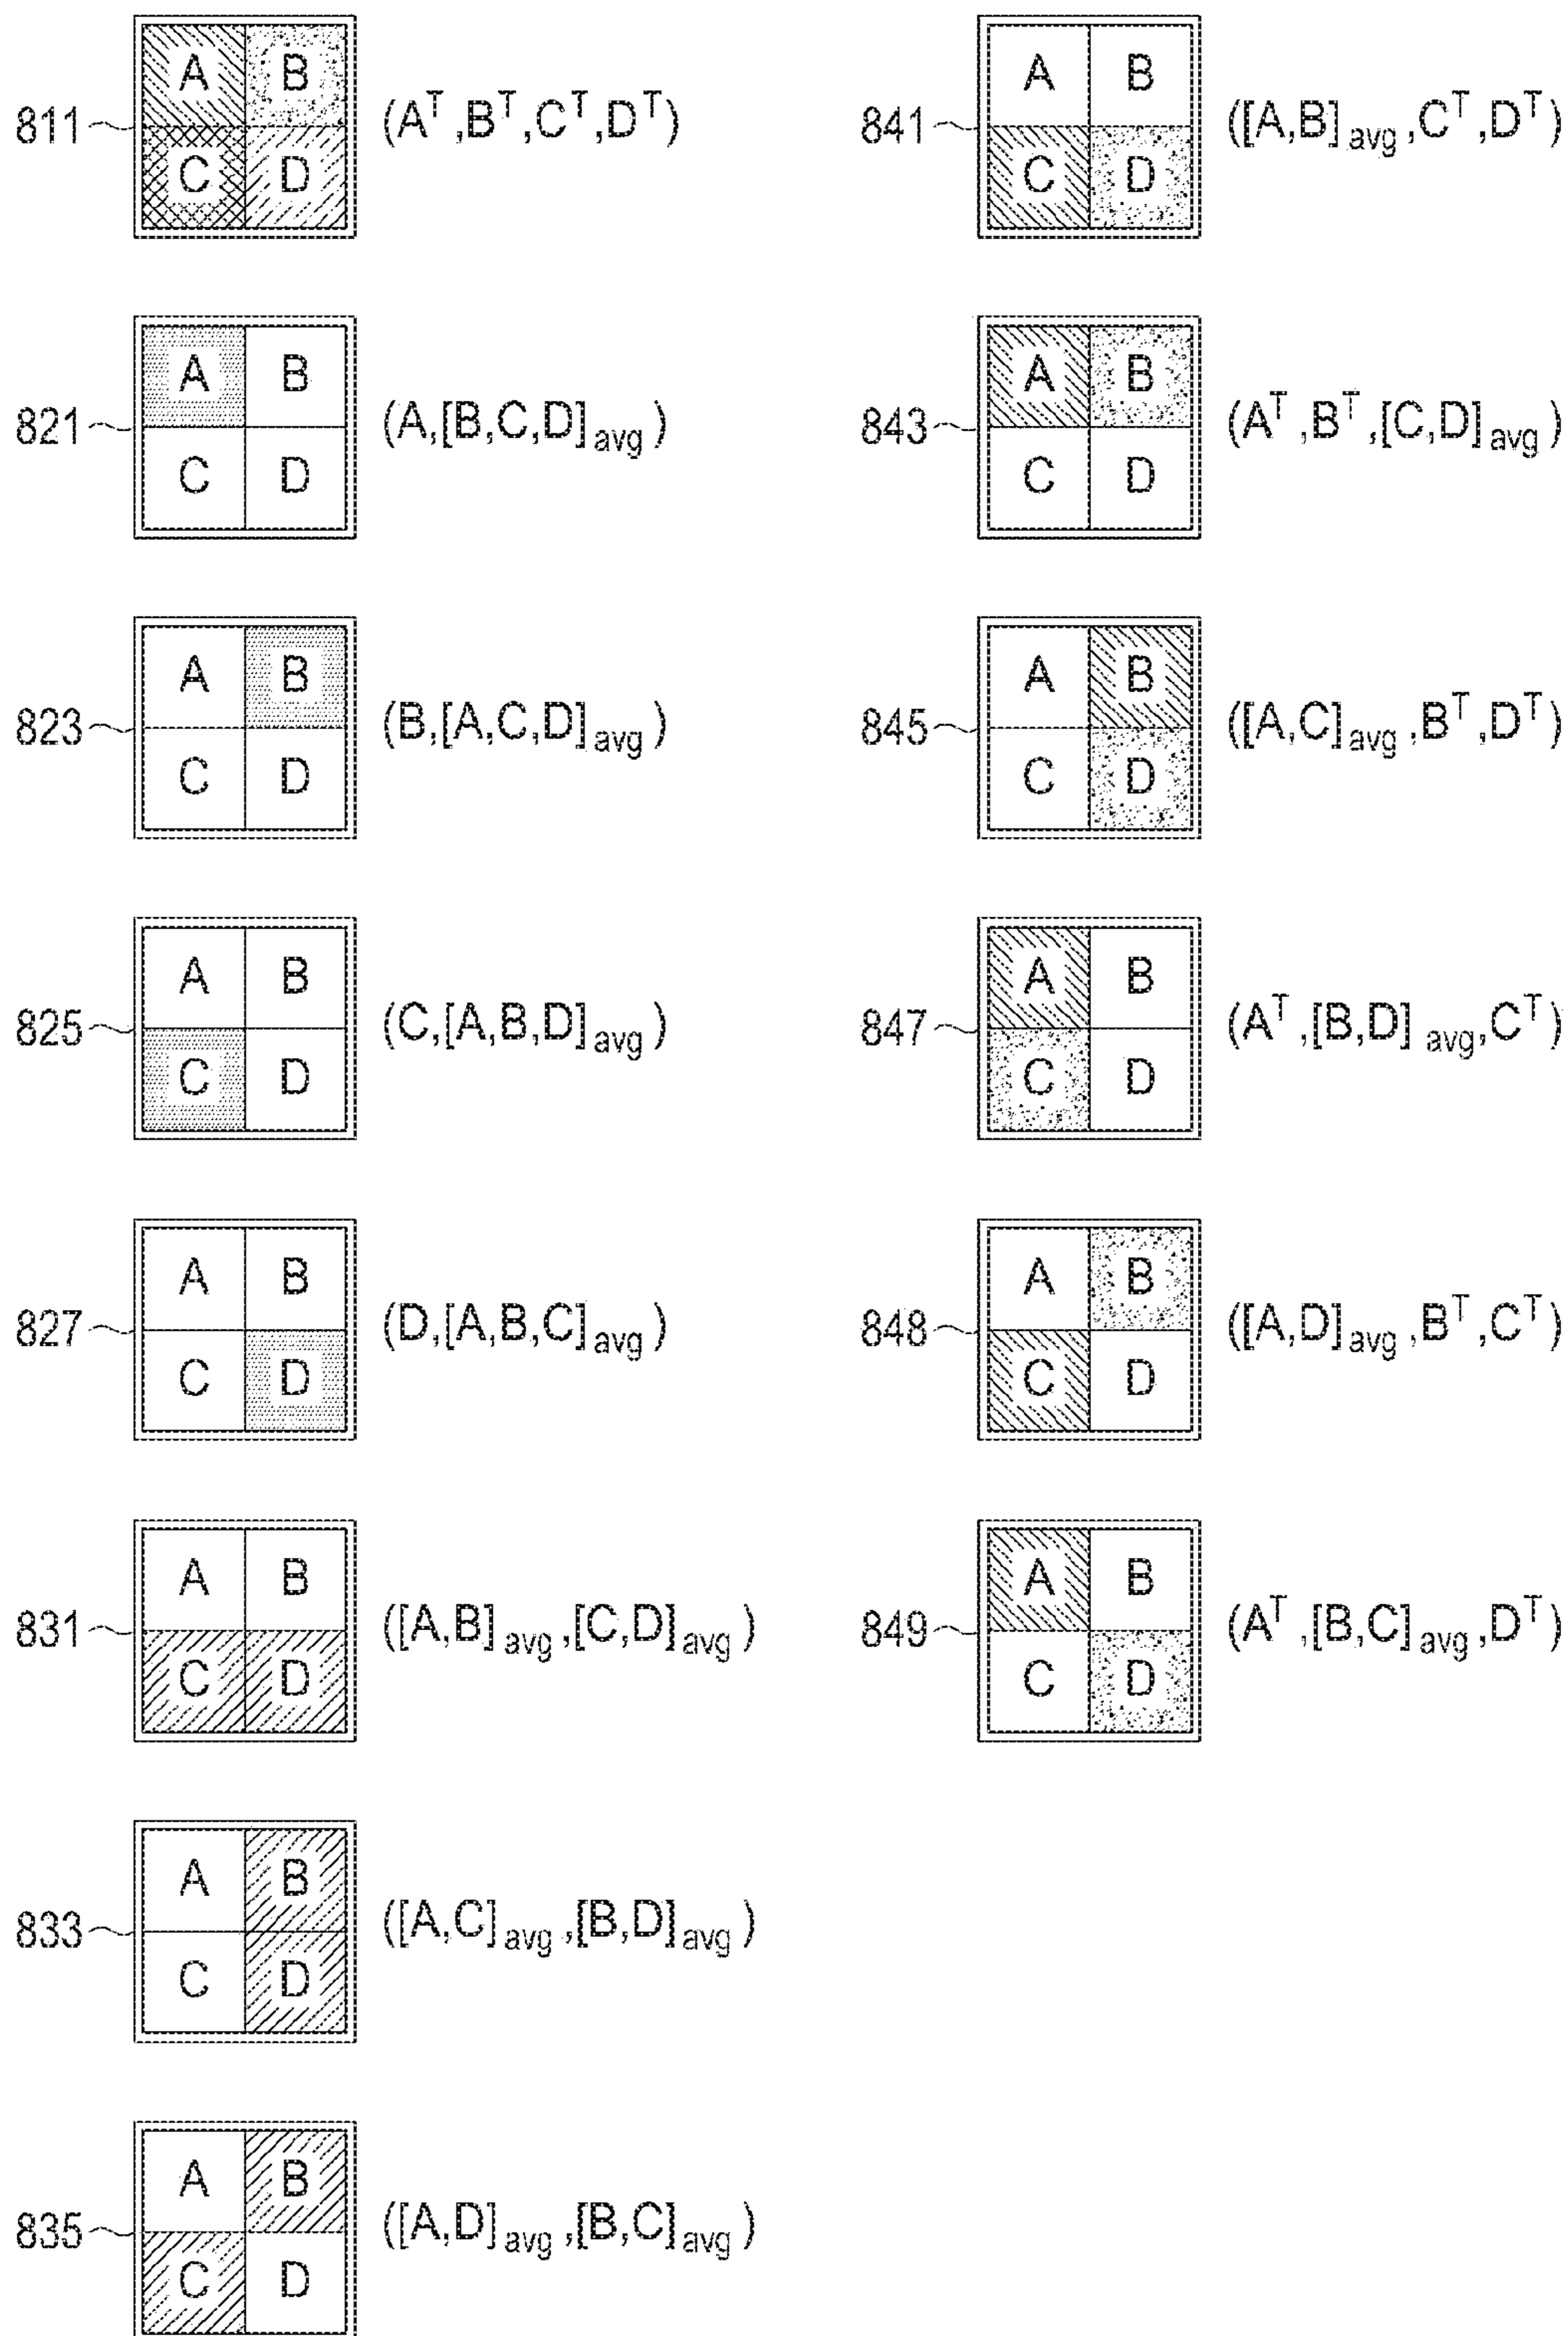 A B
811 (A^T,B^T,C^T,D^T)
C D
A B
821 (A,[B,C,D]avg)
C D
A B
823 (B,[A,C,D]avg)
C D
A B
825 (C,[A,B,D]avg)
C D
A B
827 (D,[A,B,C]avg)
C D
A B
831 ([A,B]avg,[C,D]avg)
C D
A B
833 ([A,C]avg,[B,D]avg)
C D
A B
835 ([A,D]avg,[B,C]avg)
C D
A B
841 ([A,B]avg,C^T,D^T)
C D
A B
843 (A^T,B^T,[C,D]avg)
C D
A B
845 ([A,C]avg,B^T,D^T)
C D
A B
847 (A^T,[B,D]avg,C^T)
C D
A B
848 ([A,D]avg,B^T,C^T)
C D
A B
849 (A^T,[B,C]avg,D^T)
C D